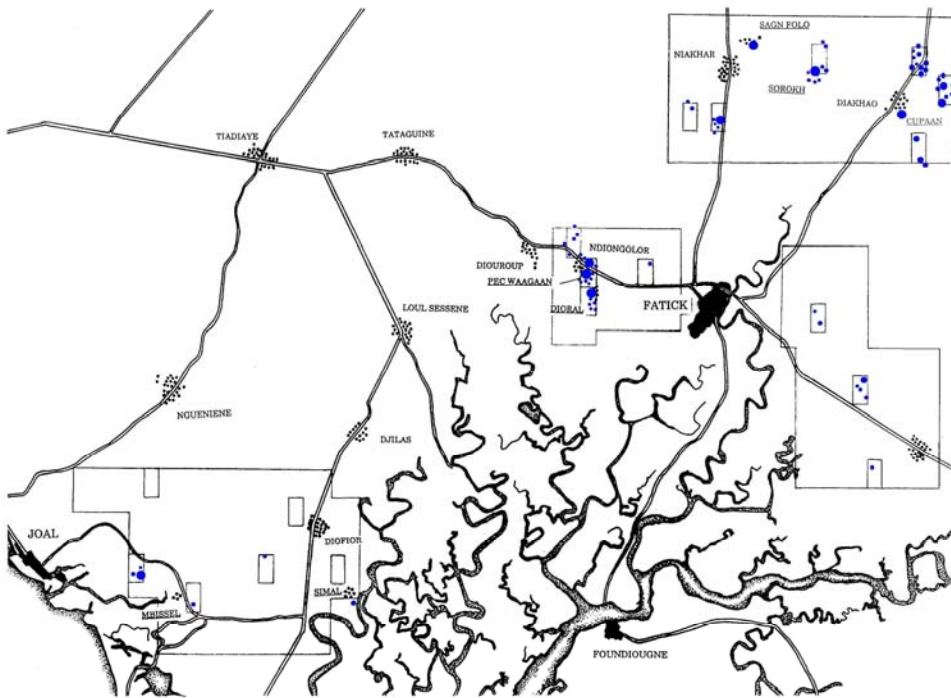 SAGN FOLO
NIAKHAR
SOROKH
DIAKHAO
CUPAAN
TIADIAYE
TATAGUINE
NDIONGOLOR
DIOUROUP
PEC WAAGAAN
DIORAL
FATICK
LOUL SESSENE
NGUENIENE
DJILAS
JOAL
DIOFIOR
SIMAL
MBISSEL
FOUNDIOUGNE